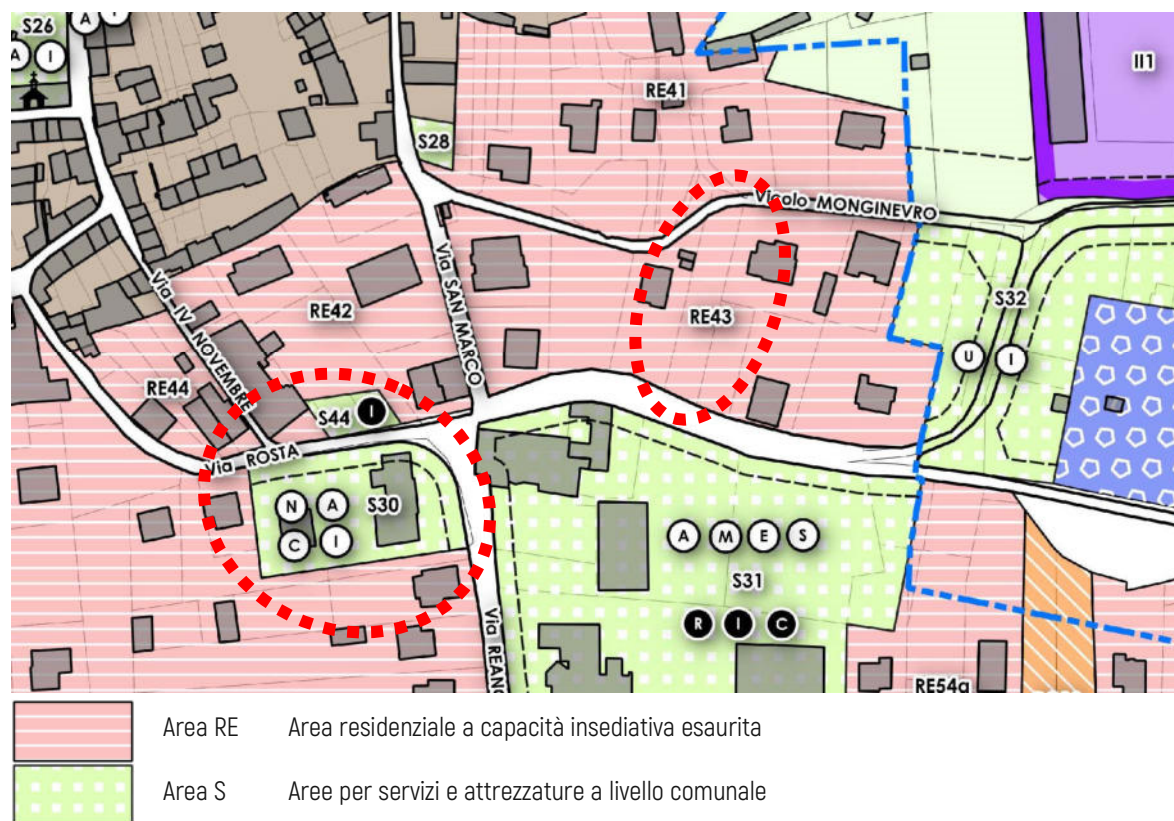 S26
A I
A I
RE41
II1
S28
Vicolo MONGINEVRO
Via SAN MARCO
Via IV NOVEMBRE
RE42
RE43
S32
U I
RE44
S44 I
Via ROSTA
N A
S30
C I
A M E S
S31
R I C
Via REANO
RE54a
Area RE Area residenziale a capacità insediativa esaurita
Area S Aree per servizi e attrezzature a livello comunale